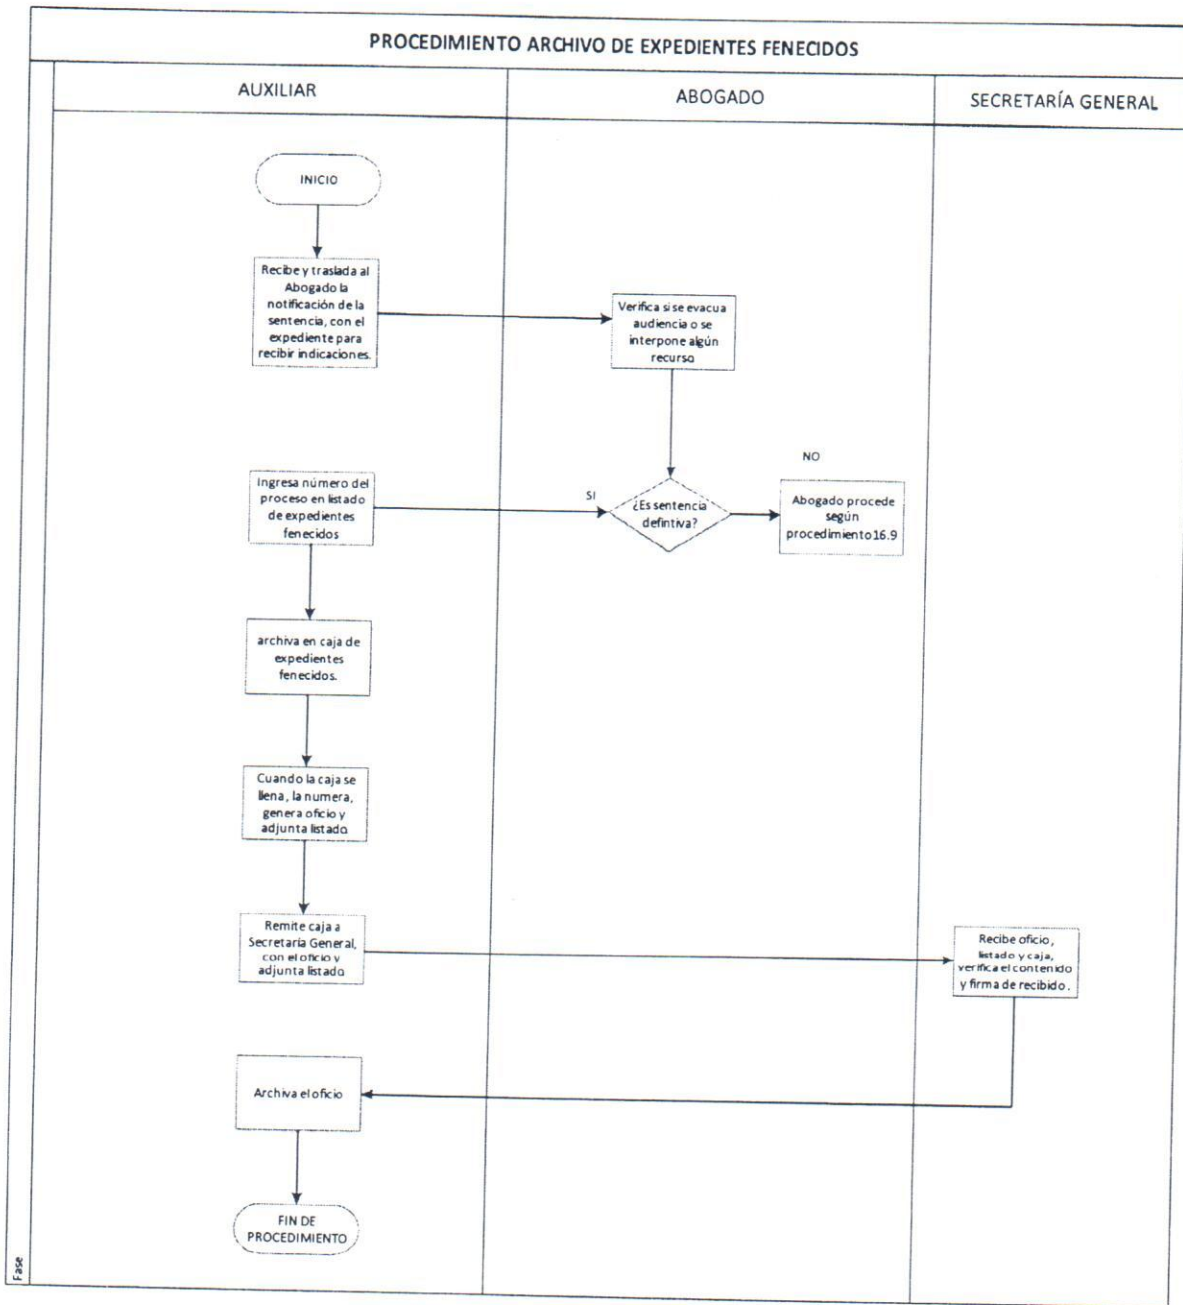 PROCEDIMIENTO ARCHIVO DE EXPEDIENTES FENECIDOS
AUXILIAR
ABOGADO
SECRETARÍA GENERAL
INICIO
Recibe y traslada al
Abogado la
notificación de la
sentencia, con el
expediente para
recibir indicaciones.
Verifica si se evacua
audiencia o se
interpone algún
recurso.
NO
Ingresa número del
proceso en listado
de expedientes
fenecidos
SI
¿Es sentencia
defintiva?
Abogado procede
según
procedimiento16.9
archiva en caja de
expedientes
fenecidos.
Cuando la caja se
llena, la numera,
genera oficio y
adjunta listado.
Remite caja a
Secretaría General,
con el oficio y
adjunta listado.
Recibe oficio,
listado y caja,
verifica el contenido
y firma de recibido.
Archiva el oficio
FIN DE
PROCEDIMIENTO
Fase